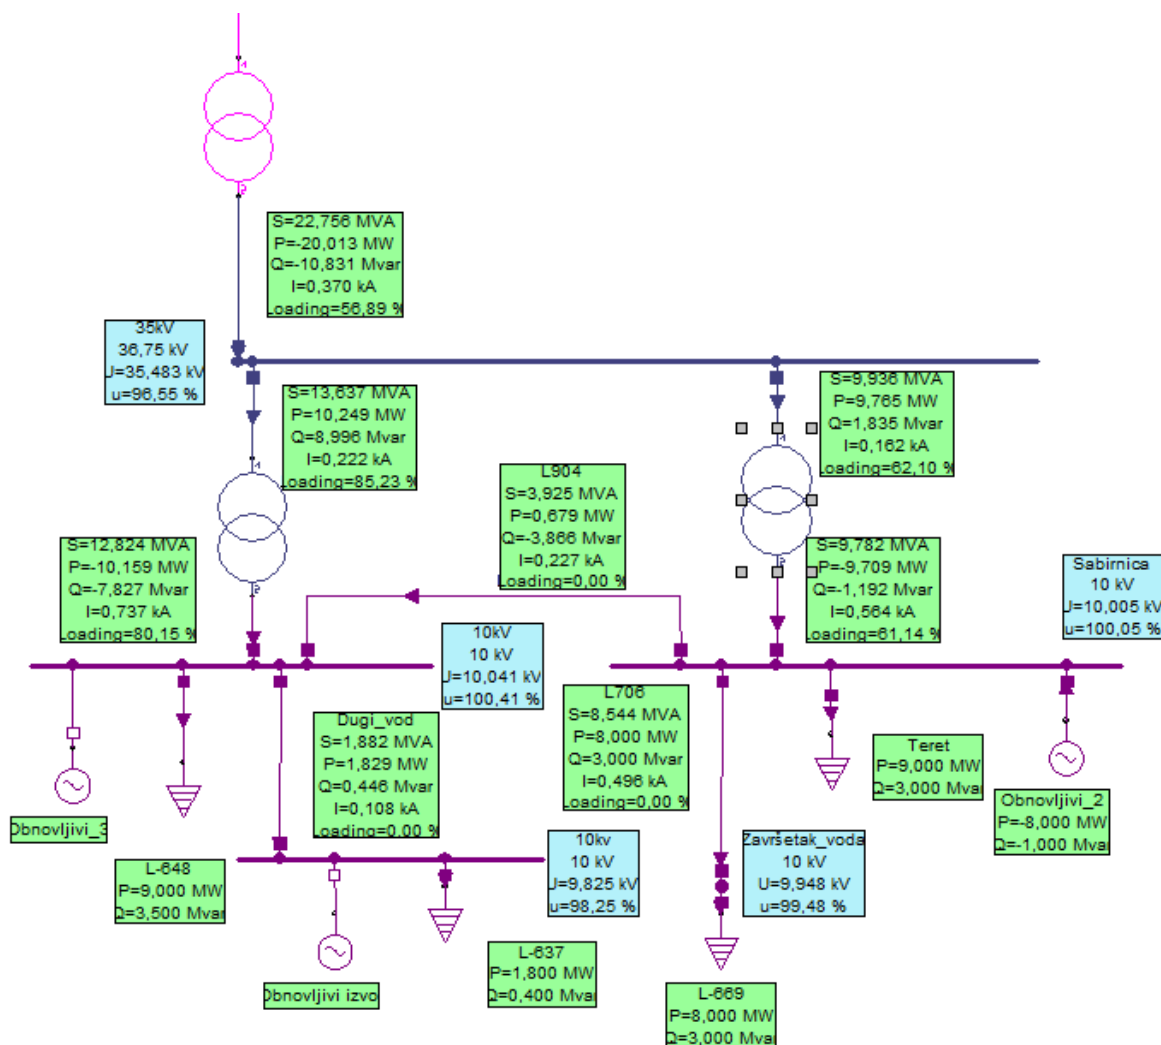 1
2
S=22,756 MVA
P=-20,013 MW
Q=-10,831 Mvar
I=0,370 kA
Loading=56,89 %
35kV
36,75 kV
U=35,483 kV
u=96,55 %
S=13,637 MVA
P=10,249 MW
Q=8,996 Mvar
I=0,222 kA
Loading=85,23 %
S=9,936 MVA
P=9,765 MW
Q=1,835 Mvar
I=0,162 kA
Loading=62,10 %
1
2
1
2
L904
S=3,925 MVA
P=0,679 MW
Q=-3,866 Mvar
I=0,227 kA
Loading=0,00 %
S=12,824 MVA
P=-10,159 MW
Q=-7,827 Mvar
I=0,737 kA
Loading=80,15 %
S=9,782 MVA
P=-9,709 MW
Q=-1,192 Mvar
I=0,564 kA
Loading=61,14 %
Sabirnica
10 kV
U=10,005 kV
u=100,05 %
10kV
10 kV
U=10,041 kV
u=100,41 %
Dugi_vod
S=1,882 MVA
P=1,829 MW
Q=0,446 Mvar
I=0,108 kA
Loading=0,00 %
L706
S=8,544 MVA
P=8,000 MW
Q=3,000 Mvar
I=0,496 kA
Loading=0,00 %
Teret
P=9,000 MW
Q=3,000 Mvar
Obnovljivi_2
P=-8,000 MW
Q=-1,000 Mvar
Obnovljivi_3
L-648
P=9,000 MW
Q=3,500 Mvar
10kv
10 kV
U=9,825 kV
u=98,25 %
Završetak_voda
10 kV
U=9,948 kV
u=99,48 %
Obnovljivi izvo
L-637
P=1,800 MW
Q=0,400 Mvar
L-669
P=8,000 MW
Q=3,000 Mvar